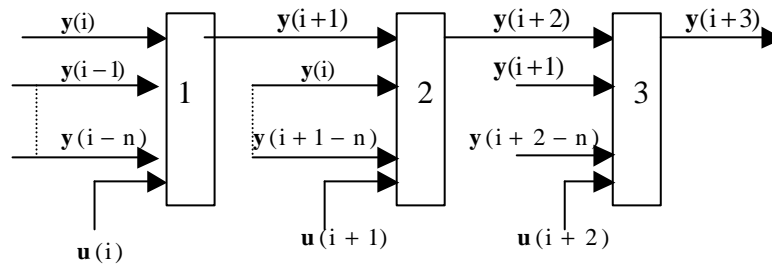 y(i) y(i+1) y(i+2) y(i+3)
y(i−1) y(i) y(i+1)
1 2 3
y(i−n) y(i+1−n) y(i+2−n)
u(i) u(i+1) u(i+2)